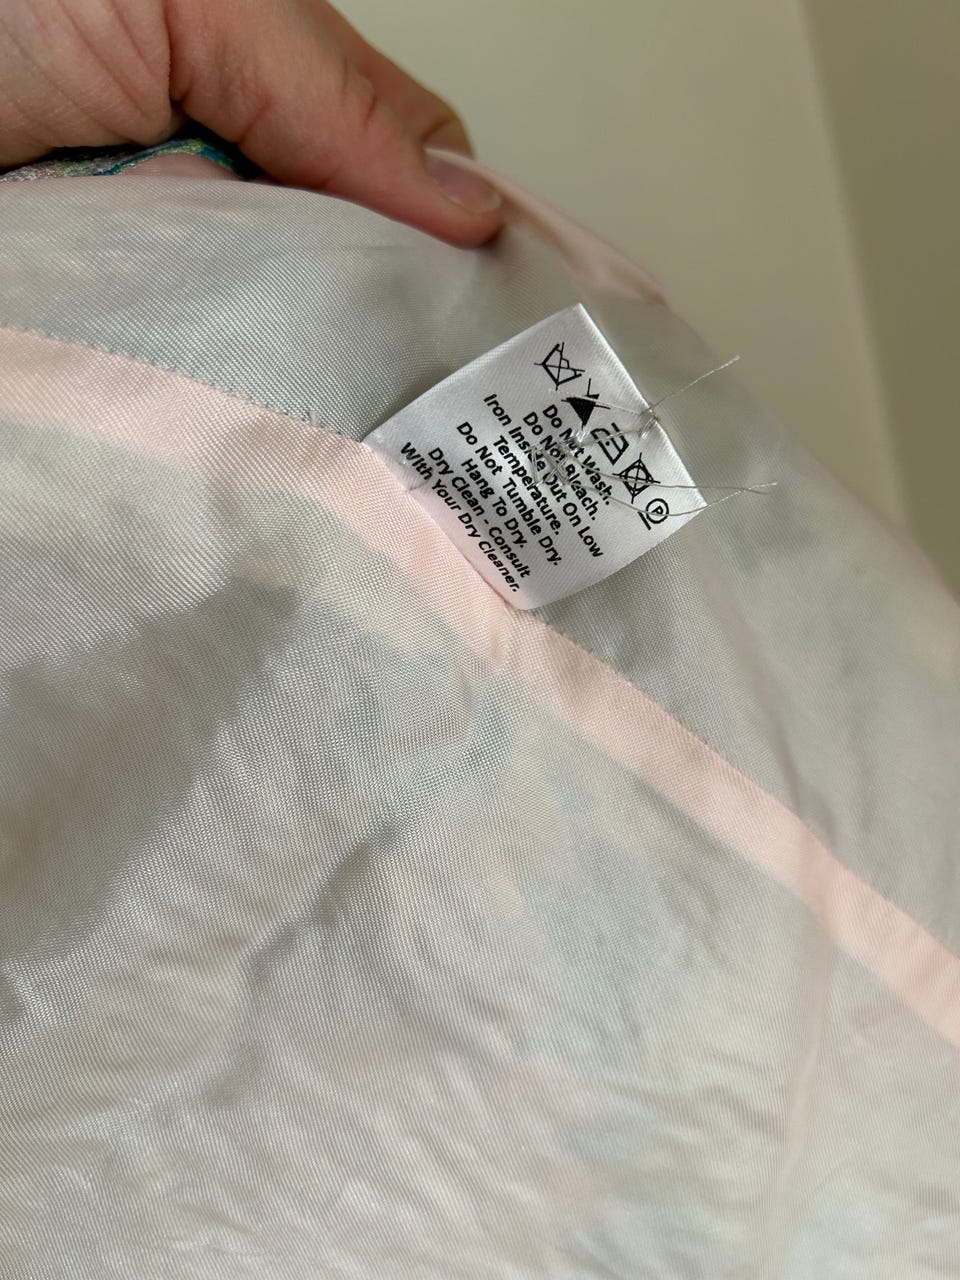 Do Not Wash.
Do Not Bleach.
Iron Inside Out On Low
Temperature.
Do Not Tumble Dry.
Hang To Dry.
Dry Clean - Consult
With Your Dry Cleaner.
P